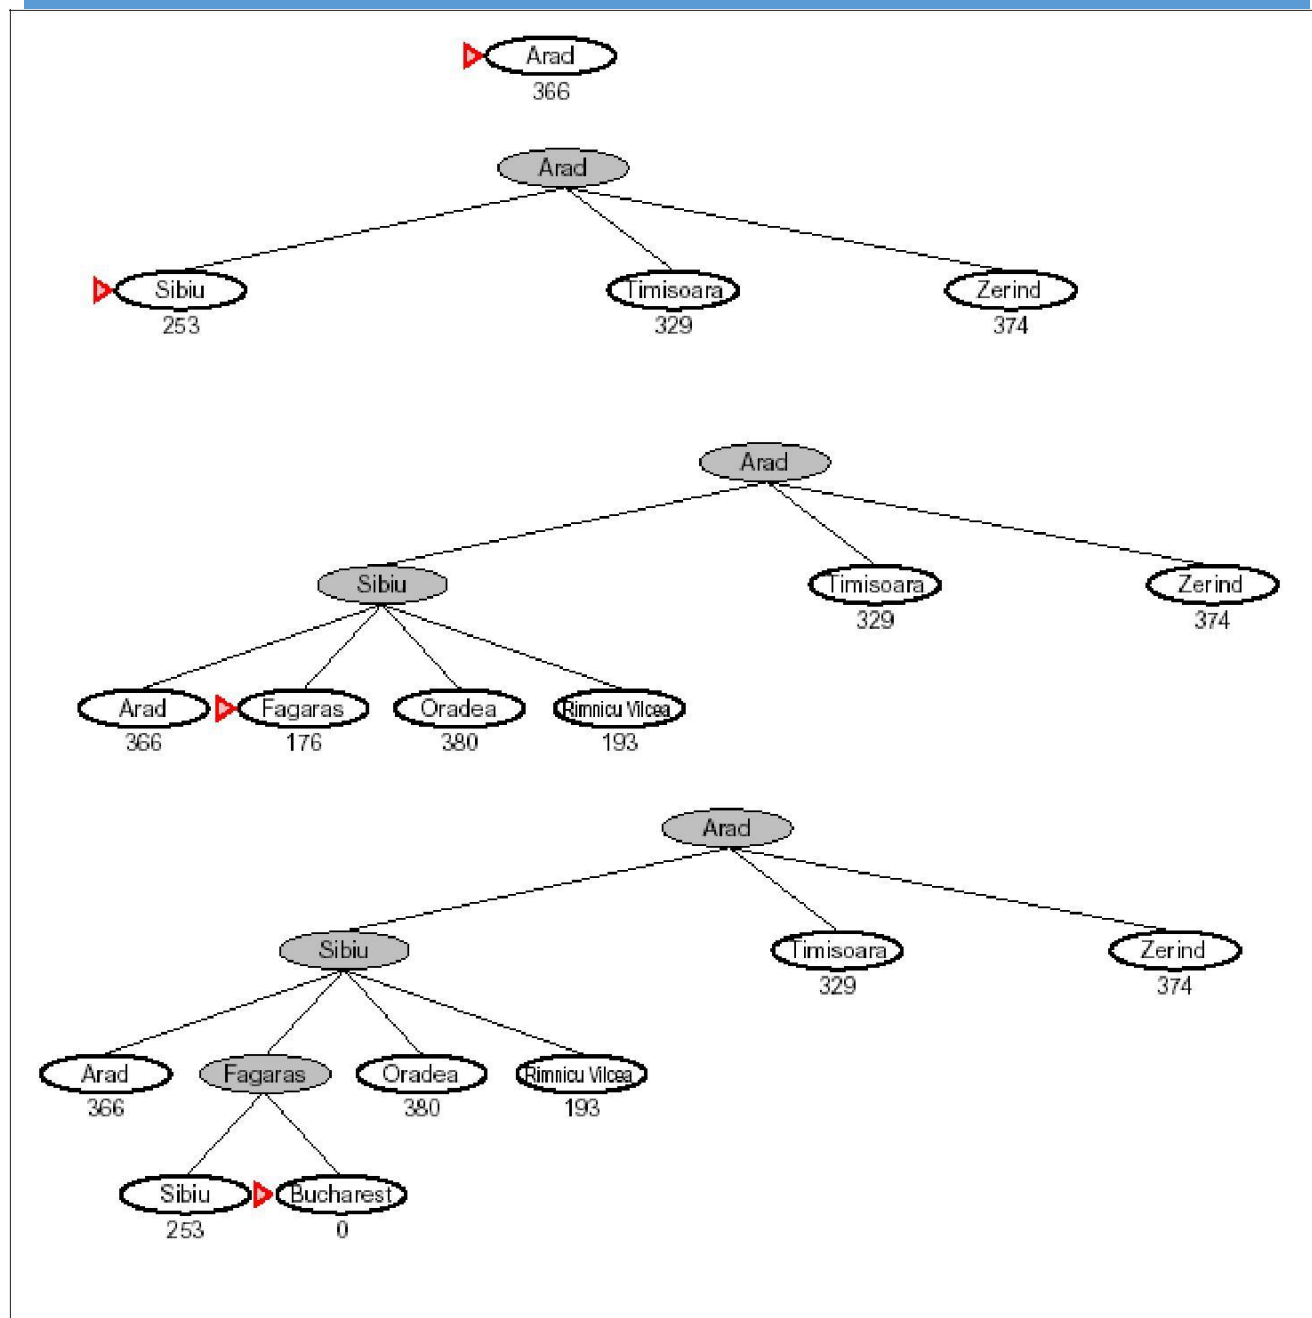 Arad
366
Arad
Sibiu Timisoara Zerind
253 329 374
Arad
Sibiu Timisoara Zerind
329 374
Arad Fagaras Oradea Rimnicu Vilcea
366 176 380 193
Arad
Sibiu Timisoara Zerind
329 374
Arad Fagaras Oradea Rimnicu Vilcea
366 380 193
Sibiu Bucharest
253 0